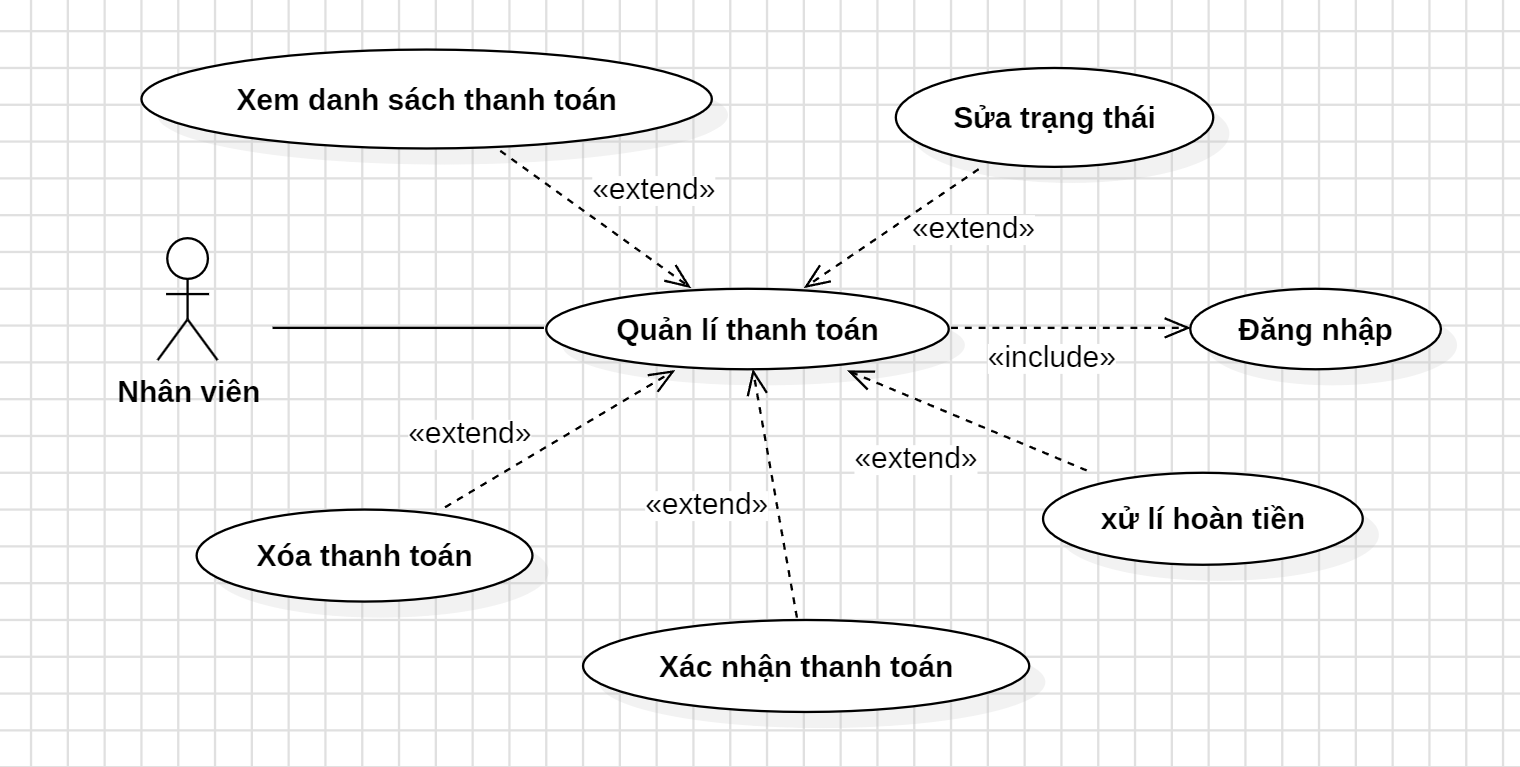 Xem danh sách thanh toán
Sửa trạng thái
«extend»
«extend»
Quản lí thanh toán
Đăng nhập
«include»
Nhân viên
«extend»
«extend»
«extend»
xử lí hoàn tiền
Xóa thanh toán
Xác nhận thanh toán